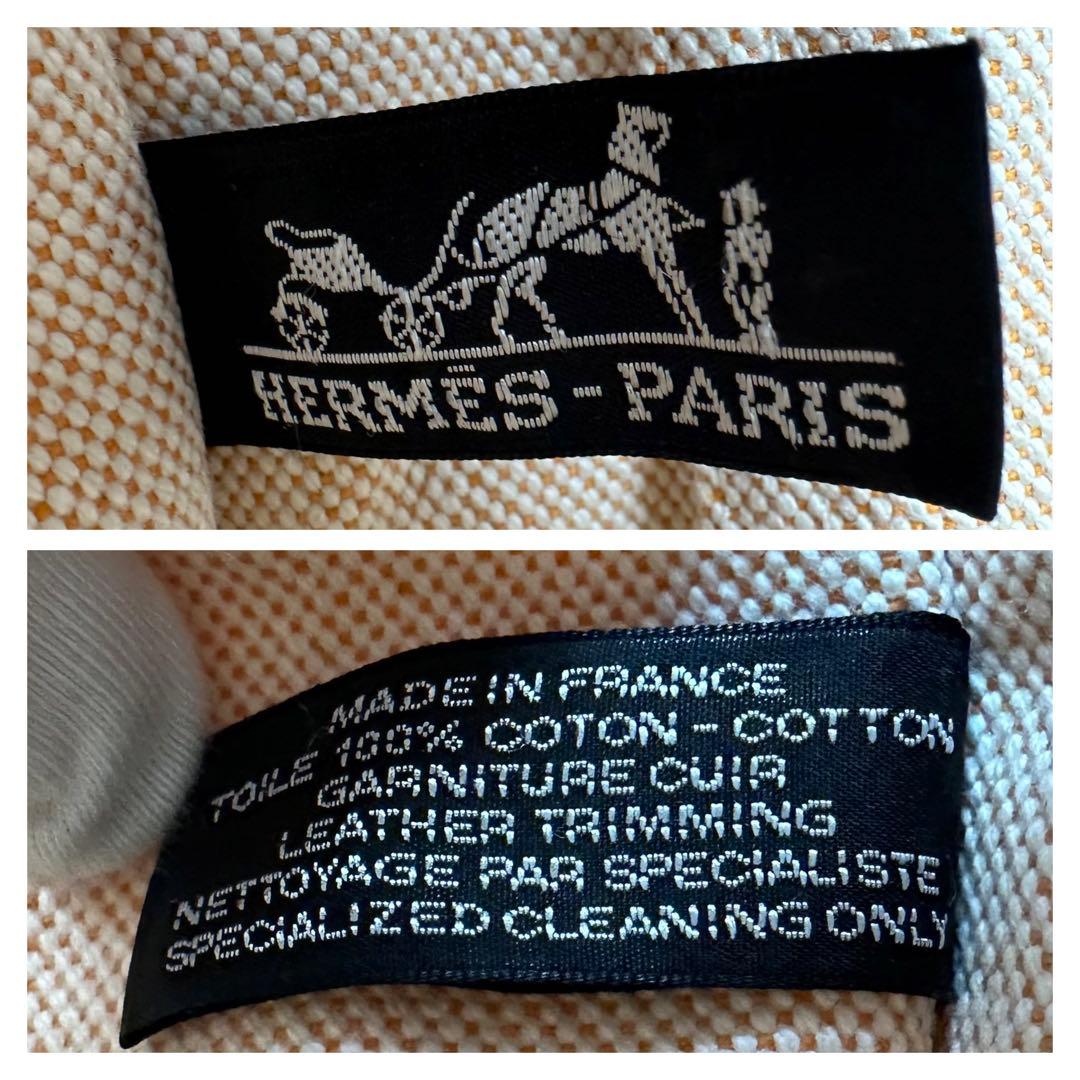 HERMÈS-PARIS
MADE IN FRANCE
TOILE 100% COTON - COTTON
GARNITURE CUIR
LEATHER TRIMMING
NETTOYAGE PAR SPECIALISTE
SPECIALIZED CLEANING ONLY